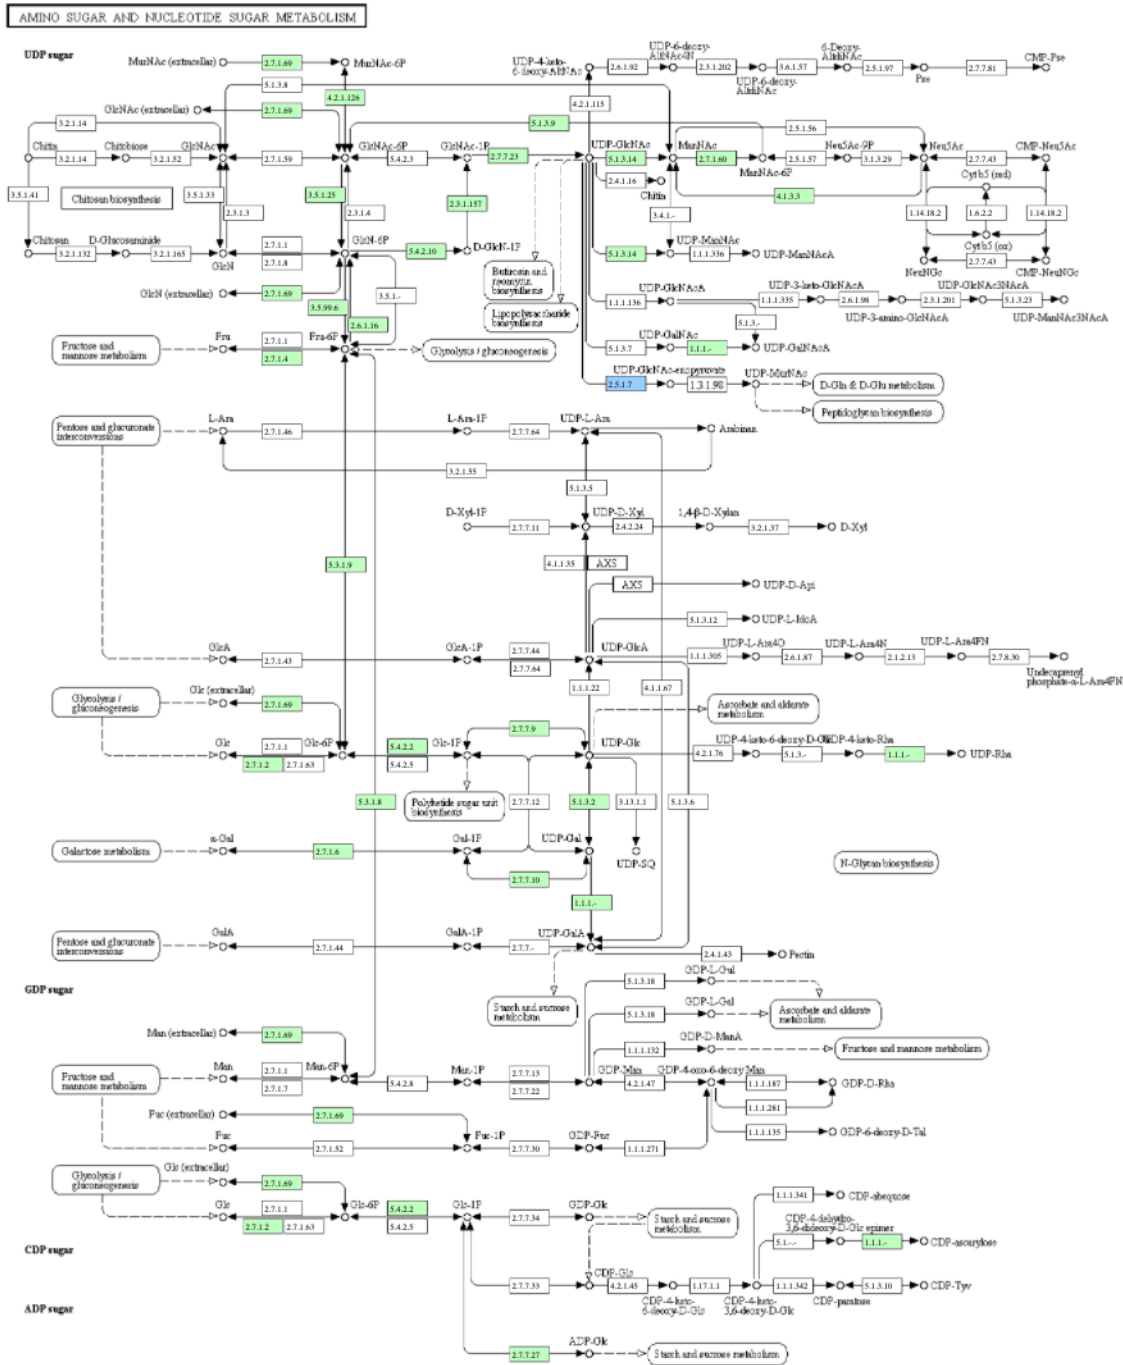 AMINO SUGAR AND NUCLEOTIDE SUGAR METABOLISM
UDP sugar
MurNAc (extracellar)
2.7.1.69
MurNAc-6P
UDP-4-keto-
6-deoxy-AltNAc
2.6.1.92
UDP-6-deoxy-
AltNAc4N
2.3.1.202
UDP-6-deoxy-
AltdiNAc
3.6.1.57
6-Deoxy-
AltdiNAc
2.5.1.97
Pse
2.7.7.81
CMP-Pse
5.1.3.8
4.2.1.126
4.2.1.115
GlcNAc (extracellar)
2.7.1.69
3.2.1.14
5.1.3.9
2.5.1.56
Chitin
3.2.1.14
Chitobiose
3.2.1.52
GlcNAc
2.7.1.59
GlcNAc-6P
5.4.2.3
GlcNAc-1P
2.7.7.23
UDP-GlcNAc
5.1.3.14
ManNAc
2.7.1.60
ManNAc-6P
2.5.1.57
Neu5Ac-9P
3.1.3.29
Neu5Ac
2.7.7.43
CMP-Neu5Ac
2.4.1.16
Chitin
4.1.3.3
Cytb5 (red)
3.5.1.41
Chitosan biosynthesis
3.5.1.33
2.3.1.3
3.5.1.25
2.3.1.4
2.3.1.157
3.4.1.-
1.14.18.2
1.6.2.2
1.14.18.2
Cytb5 (ox)
Chitosan
3.2.1.132
D-Glucosaminide
3.2.1.165
GlcN
2.7.1.1
2.7.1.8
GlcN-6P
5.4.2.10
D-GlcN-1P
5.1.3.14
UDP-ManNAc
1.1.1.336
UDP-ManNAcA
NeuNGc
2.7.7.43
CMP-NeuNGc
Butirosin and
neomycin
biosynthesis
GlcN (extracellar)
2.7.1.69
3.5.99.6
3.5.1.-
1.1.1.136
UDP-GlcNAcA
1.1.1.335
UDP-3-keto-GlcNAcA
2.6.1.98
UDP-3-amino-GlcNAcA
2.3.1.201
UDP-GlcNAc3NAcA
5.1.3.23
UDP-ManNAc3NAcA
Lipopolysaccharide
biosynthesis
2.6.1.16
5.1.3.-
Fructose and
mannose metabolism
Fru
2.7.1.1
2.7.1.4
Fru-6P
Glycolysis / gluconeogenesis
5.1.3.7
UDP-GalNAc
1.1.1.-
UDP-GalNAcA
2.5.1.7
UDP-GlcNAc-enopyruvate
1.3.1.98
UDP-MurNAc
D-Gln & D-Glu metabolism
Peptidoglycan biosynthesis
Pentose and glucuronate
interconversions
L-Ara
2.7.1.46
L-Ara-1P
2.7.7.64
UDP-L-Ara
Arabinan
3.2.1.55
5.1.3.5
D-Xyl-1P
2.7.7.11
UDP-D-Xyl
2.4.2.24
1,4-β-D-Xylan
3.2.1.37
D-Xyl
5.3.1.9
4.1.1.35
AXS
AXS
UDP-D-Api
5.1.3.12
UDP-L-IdoA
GlcA
2.7.1.43
GlcA-1P
2.7.7.44
2.7.7.64
UDP-GlcA
1.1.1.305
UDP-L-Ara4O
2.6.1.87
UDP-L-Ara4N
2.1.2.13
UDP-L-Ara4FN
2.7.8.30
Undecaprenyl
phosphate-α-L-Ara4FN
Glycolysis /
gluconeogenesis
Glc (extracellar)
2.7.1.69
1.1.1.22
4.1.1.67
Ascorbate and aldarate
metabolism
2.7.7.9
Glc
2.7.1.1
2.7.1.2
2.7.1.63
Glc-6P
5.4.2.2
5.4.2.5
Glc-1P
UDP-Glc
4.2.1.76
UDP-4-keto-6-deoxy-D-Glc
5.1.3.-
UDP-4-keto-Rha
1.1.1.-
UDP-Rha
5.3.1.8
Polyketide sugar unit
biosynthesis
2.7.7.12
5.1.3.2
3.13.1.1
5.1.3.6
Galactose metabolism
α-Gal
2.7.1.6
Gal-1P
UDP-Gal
UDP-SQ
N-Glycan biosynthesis
2.7.7.10
1.1.1.-
Pentose and glucuronate
interconversions
GalA
2.7.1.44
GalA-1P
2.7.7.-
UDP-GalA
2.4.1.43
Pectin
GDP sugar
Starch and sucrose
metabolism
5.1.3.18
GDP-L-Gul
5.1.3.18
GDP-L-Gal
Ascorbate and aldarate
metabolism
Man (extracellar)
2.7.1.69
1.1.1.132
GDP-D-ManA
Fructose and mannose metabolism
Fructose and
mannose metabolism
Man
2.7.1.1
2.7.1.7
Man-6P
5.4.2.8
Man-1P
2.7.7.13
2.7.7.22
GDP-Man
4.2.1.47
GDP-4-oxo-6-deoxy Man
1.1.1.187
GDP-D-Rha
1.1.1.281
Fuc (extracellar)
2.7.1.69
1.1.1.135
GDP-6-deoxy-D-Tal
Fuc
2.7.1.52
Fuc-1P
2.7.7.30
GDP-Fuc
1.1.1.271
Glycolysis /
gluconeogenesis
Glc (extracellar)
2.7.1.69
Glc
2.7.1.1
2.7.1.2
2.7.1.63
Glc-6P
5.4.2.2
5.4.2.5
Glc-1P
2.7.7.34
GDP-Glc
Starch and sucrose
metabolism
1.1.1.341
CDP-abequose
CDP-4-dehydro-
3,6-dideoxy-D-Glc epimer
5.1.-.-
1.1.1.-
CDP-ascarylose
CDP sugar
2.7.7.33
CDP-Glc
4.2.1.45
CDP-4-keto-
6-deoxy-D-Glc
1.17.1.1
CDP-4-keto-
3,6-deoxy-D-Glc
1.1.1.342
CDP-paratose
5.1.3.10
CDP-Tyv
ADP sugar
2.7.7.27
ADP-Glc
Starch and sucrose metabolism